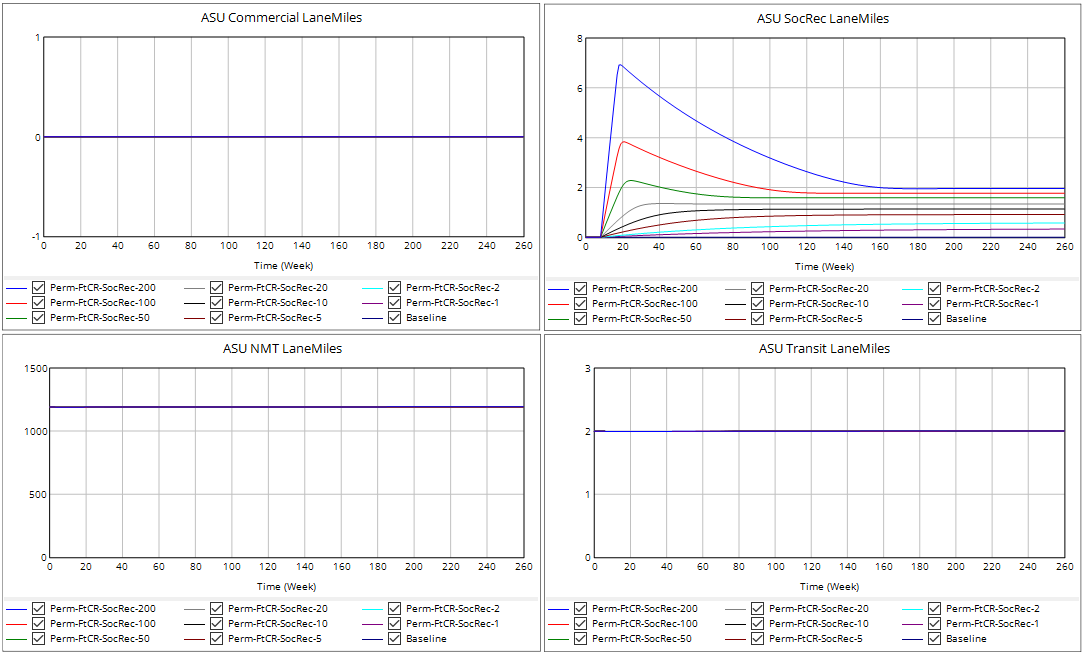 ASU Commercial LaneMiles
1
0
-1
0 20 40 60 80 100 120 140 160 180 200 220 240 260
Time (Week)
Perm-FtCR-SocRec-200 Perm-FtCR-SocRec-20 Perm-FtCR-SocRec-2
Perm-FtCR-SocRec-100 Perm-FtCR-SocRec-10 Perm-FtCR-SocRec-1
Perm-FtCR-SocRec-50 Perm-FtCR-SocRec-5 Baseline
ASU SocRec LaneMiles
8
6
4
2
0
0 20 40 60 80 100 120 140 160 180 200 220 240 260
Time (Week)
Perm-FtCR-SocRec-200 Perm-FtCR-SocRec-20 Perm-FtCR-SocRec-2
Perm-FtCR-SocRec-100 Perm-FtCR-SocRec-10 Perm-FtCR-SocRec-1
Perm-FtCR-SocRec-50 Perm-FtCR-SocRec-5 Baseline
ASU NMT LaneMiles
1500
1000
500
0
0 20 40 60 80 100 120 140 160 180 200 220 240 260
Time (Week)
Perm-FtCR-SocRec-200 Perm-FtCR-SocRec-20 Perm-FtCR-SocRec-2
Perm-FtCR-SocRec-100 Perm-FtCR-SocRec-10 Perm-FtCR-SocRec-1
Perm-FtCR-SocRec-50 Perm-FtCR-SocRec-5 Baseline
ASU Transit LaneMiles
3
2
1
0
0 20 40 60 80 100 120 140 160 180 200 220 240 260
Time (Week)
Perm-FtCR-SocRec-200 Perm-FtCR-SocRec-20 Perm-FtCR-SocRec-2
Perm-FtCR-SocRec-100 Perm-FtCR-SocRec-10 Perm-FtCR-SocRec-1
Perm-FtCR-SocRec-50 Perm-FtCR-SocRec-5 Baseline